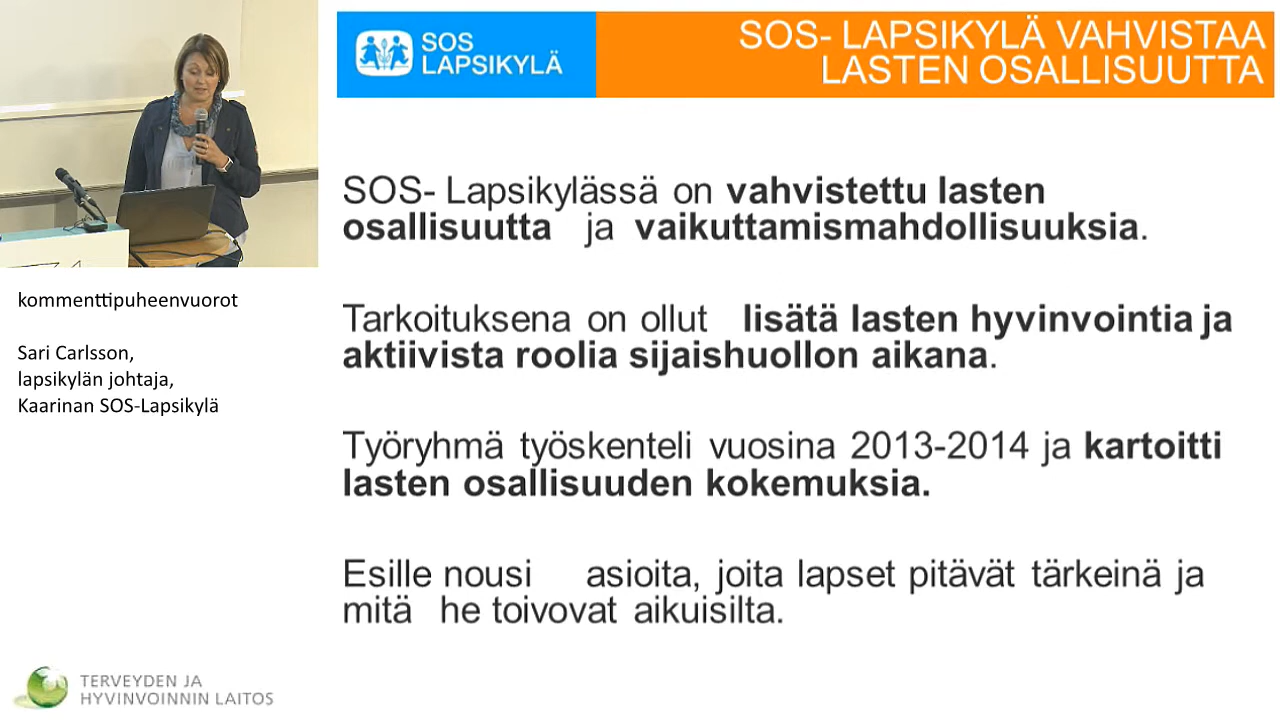 SOS
LAPSIKYLÄ
SOS- LAPSIKYLÄ VAHVISTAA
LASTEN OSALLISUUTTA
SOS- Lapsikylässä on vahvistettu lasten
osallisuutta ja vaikuttamismahdollisuuksia.
Tarkoituksena on ollut lisätä lasten hyvinvointia ja
aktiivista roolia sijaishuollon aikana.
Työryhmä työskenteli vuosina 2013-2014 ja kartoitti
lasten osallisuuden kokemuksia.
Esille nousi asioita, joita lapset pitävät tärkeinä ja
mitä he toivovat aikuisilta.
kommenttipuheenvuorot
Sari Carlsson,
lapsikylän johtaja,
Kaarinan SOS-Lapsikylä
TERVEYDEN JA
HYVINVOINNIN LAITOS